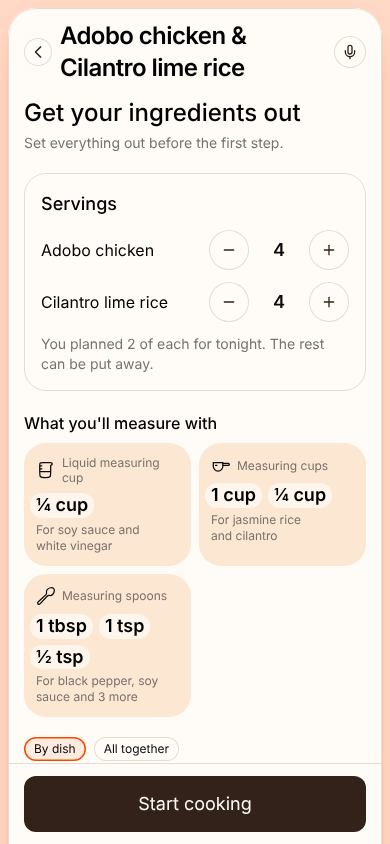 Adobo chicken &
Cilantro lime rice
Get your ingredients out
Set everything out before the first step.
Servings
Adobo chicken − 4 +
Cilantro lime rice − 4 +
You planned 2 of each for tonight. The rest
can be put away.
What you'll measure with
Liquid measuring
cup
¼ cup
For soy sauce and
white vinegar
Measuring cups
1 cup ¼ cup
For jasmine rice
and cilantro
Measuring spoons
1 tbsp 1 tsp
½ tsp
For black pepper, soy
sauce and 3 more
By dish All together
Start cooking